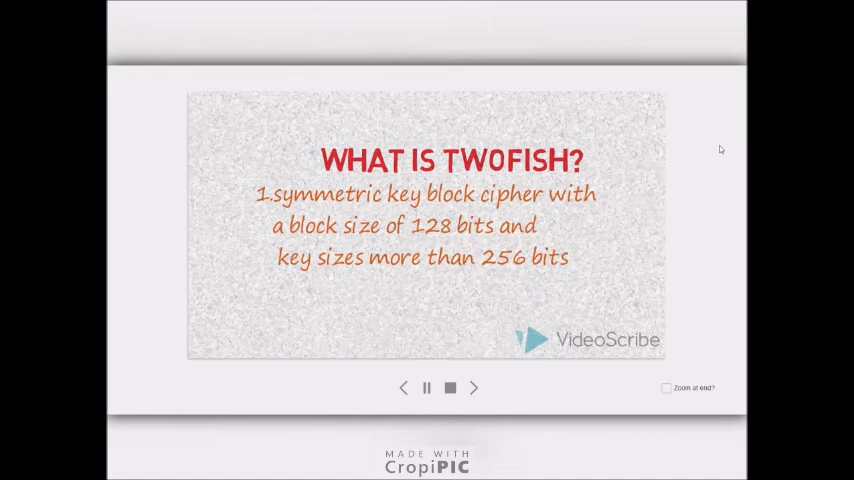 WHAT IS TWOFISH?
1.symmetric key block cipher with
a block size of 128 bits and
key sizes more than 256 bits
VideoScribe
Zoom at end?
MADE WITH
CropiPIC